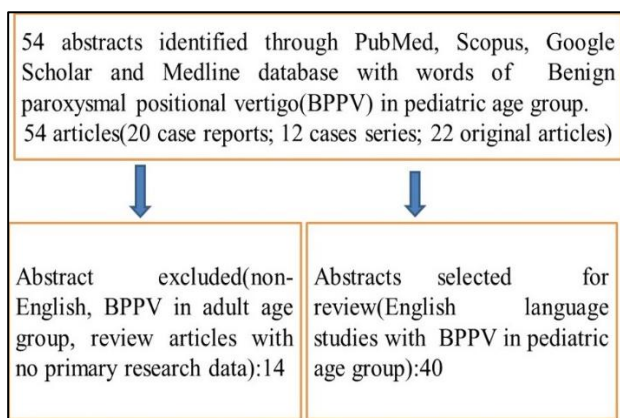 54 abstracts identified through PubMed, Scopus, Google
Scholar and Medline database with words of Benign
paroxysmal positional vertigo(BPPV) in pediatric age group.
54 articles(20 case reports; 12 cases series; 22 original articles)
Abstract excluded(non-
English, BPPV in adult age
group, review articles with
no primary research data):14
Abstracts selected for
review(English language
studies with BPPV in pediatric
age group):40